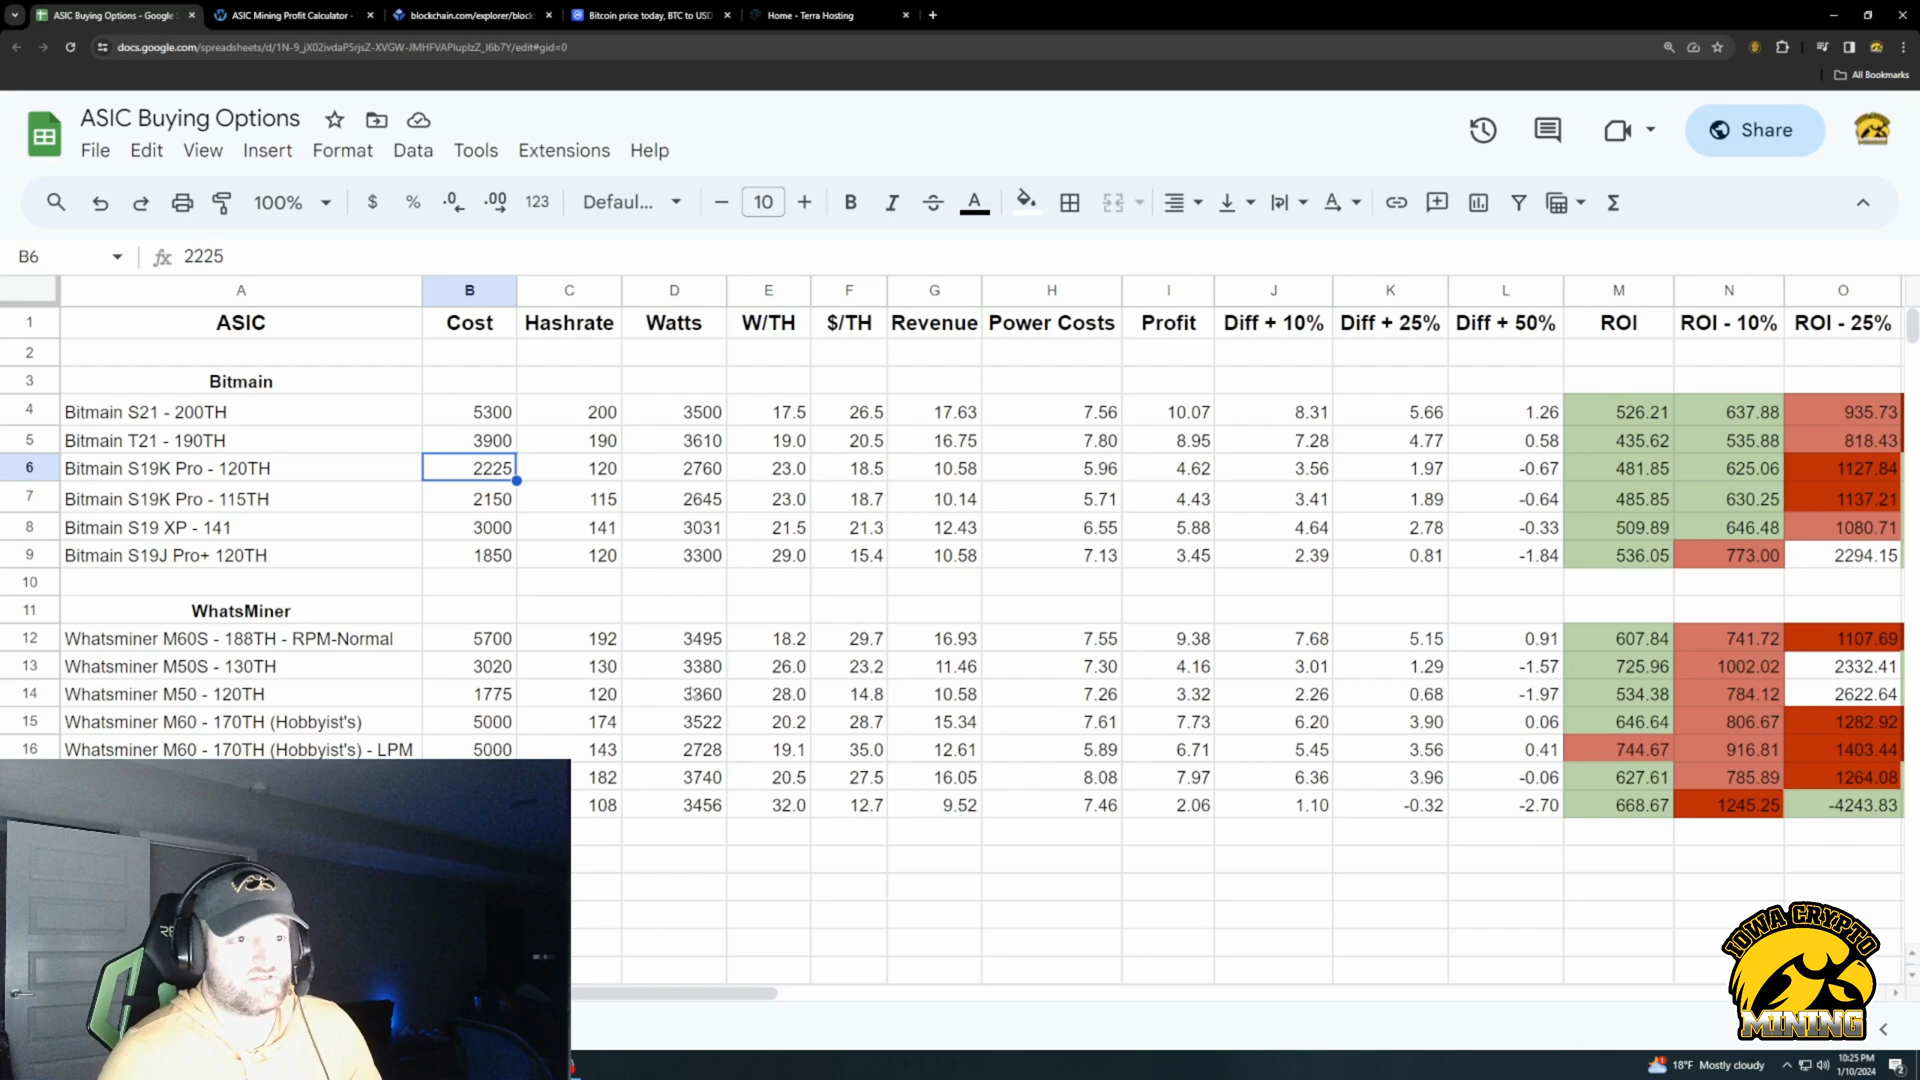 ASIC Buying Options - Google S
ASIC Mining Profit Calculator -
blockchain.com/explorer/block
Bitcoin price today, BTC to USD
Home - Terra Hosting
All Bookmarks
ASIC Buying Options
File Edit View Insert Format Data Tools Extensions Help
Share
100% $ % .0 .00 123 Defaul... 10 B I A
B6 fx 2225
A B C D E F G H I J K L M N O
1 ASIC Cost Hashrate Watts W/TH $/TH Revenue Power Costs Profit Diff + 10% Diff + 25% Diff + 50% ROI ROI - 10% ROI - 25%
2
3 Bitmain
4 Bitmain S21 - 200TH 5300 200 3500 17.5 26.5 17.63 7.56 10.07 8.31 5.66 1.26 526.21 637.88 935.73
5 Bitmain T21 - 190TH 3900 190 3610 19.0 20.5 16.75 7.80 8.95 7.28 4.77 0.58 435.62 535.88 818.43
6 Bitmain S19K Pro - 120TH 2225 120 2760 23.0 18.5 10.58 5.96 4.62 3.56 1.97 -0.67 481.85 625.06 1127.84
7 Bitmain S19K Pro - 115TH 2150 115 2645 23.0 18.7 10.14 5.71 4.43 3.41 1.89 -0.64 485.85 630.25 1137.21
8 Bitmain S19 XP - 141 3000 141 3031 21.5 21.3 12.43 6.55 5.88 4.64 2.78 -0.33 509.89 646.48 1080.71
9 Bitmain S19J Pro+ 120TH 1850 120 3300 29.0 15.4 10.58 7.13 3.45 2.39 0.81 -1.84 536.05 773.00 2294.15
10
11 WhatsMiner
12 Whatsminer M60S - 188TH - RPM-Normal 5700 192 3495 18.2 29.7 16.93 7.55 9.38 7.68 5.15 0.91 607.84 741.72 1107.69
13 Whatsminer M50S - 130TH 3020 130 3380 26.0 23.2 11.46 7.30 4.16 3.01 1.29 -1.57 725.96 1002.02 2332.41
14 Whatsminer M50 - 120TH 1775 120 3360 28.0 14.8 10.58 7.26 3.32 2.26 0.68 -1.97 534.38 784.12 2622.64
15 Whatsminer M60 - 170TH (Hobbyist's) 5000 174 3522 20.2 28.7 15.34 7.61 7.73 6.20 3.90 0.06 646.64 806.67 1282.92
16 Whatsminer M60 - 170TH (Hobbyist's) - LPM 5000 143 2728 19.1 35.0 12.61 5.89 6.71 5.45 3.56 0.41 744.67 916.81 1403.44
182 3740 20.5 27.5 16.05 8.08 7.97 6.36 3.96 -0.06 627.61 785.89 1264.08
108 3456 32.0 12.7 9.52 7.46 2.06 1.10 -0.32 -2.70 668.67 1245.25 -4243.83
IOWA CRYPTO
MINING
18°F Mostly cloudy
10:25 PM
1/10/2024
2